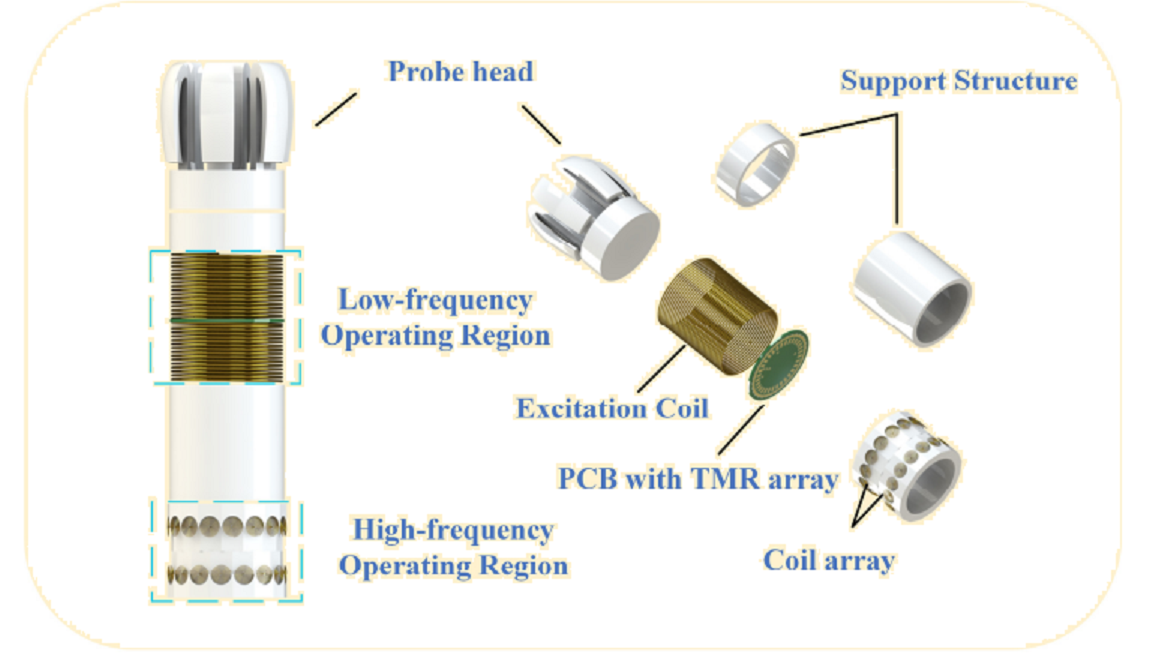 Probe head
Support Structure
Low-frequency
Operating Region
Excitation Coil
PCB with TMR array
High-frequency
Operating Region
Coil array